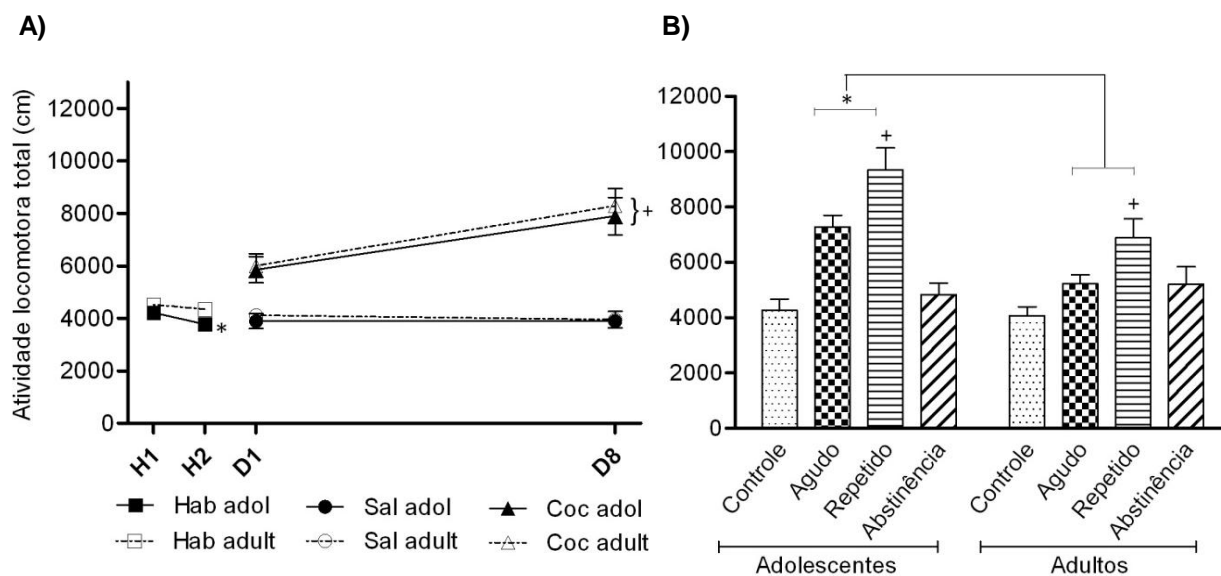 A)
B)
Atividade locomotora total (cm)
12000
10000
8000
6000
4000
2000
0
*
+
H1
H2
D1
D8
Hab adol
Sal adol
Coc adol
Hab adult
Sal adult
Coc adult
12000
10000
8000
6000
4000
2000
0
*
+
+
Controle
Agudo
Repetido
Abstinência
Controle
Agudo
Repetido
Abstinência
Adolescentes
Adultos